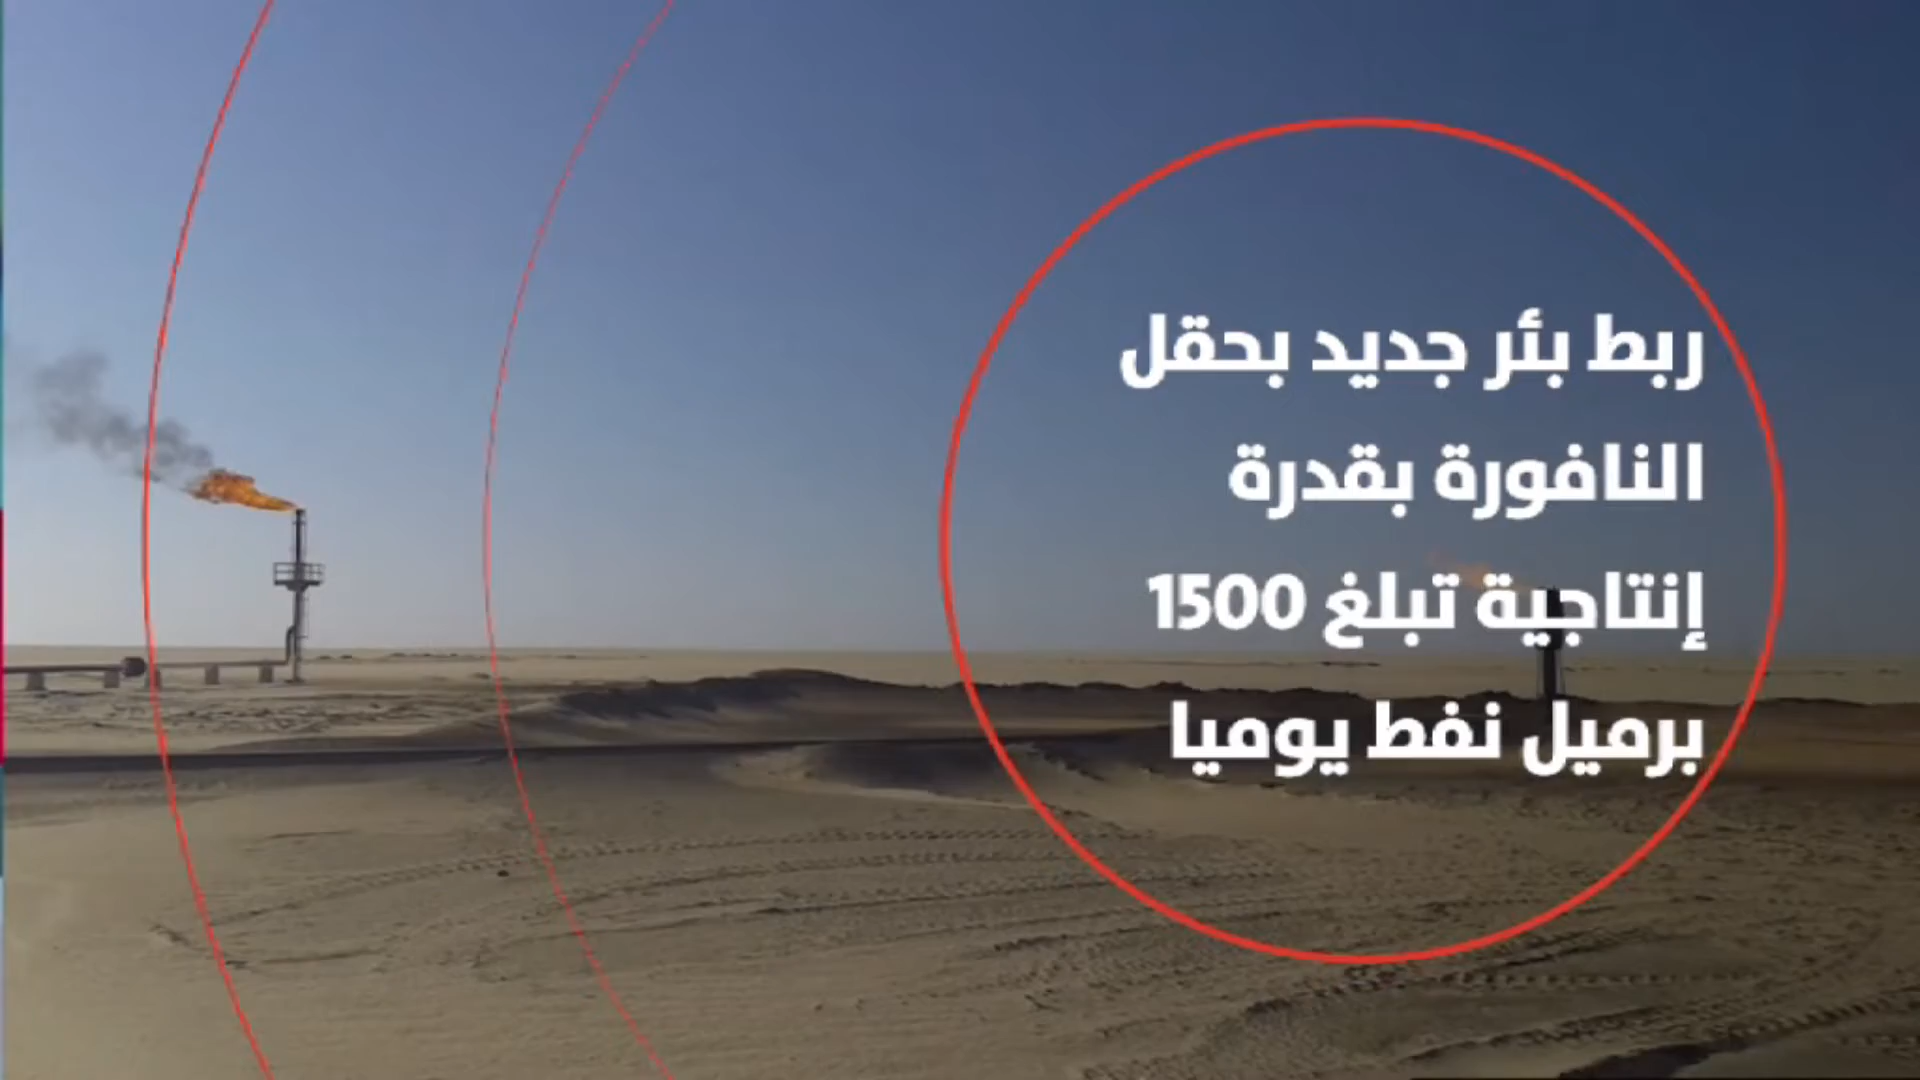 ربط بئر جديد بحقل
النافورة بقدرة
إنتاجية تبلغ 1500
برميل نفط يوميا